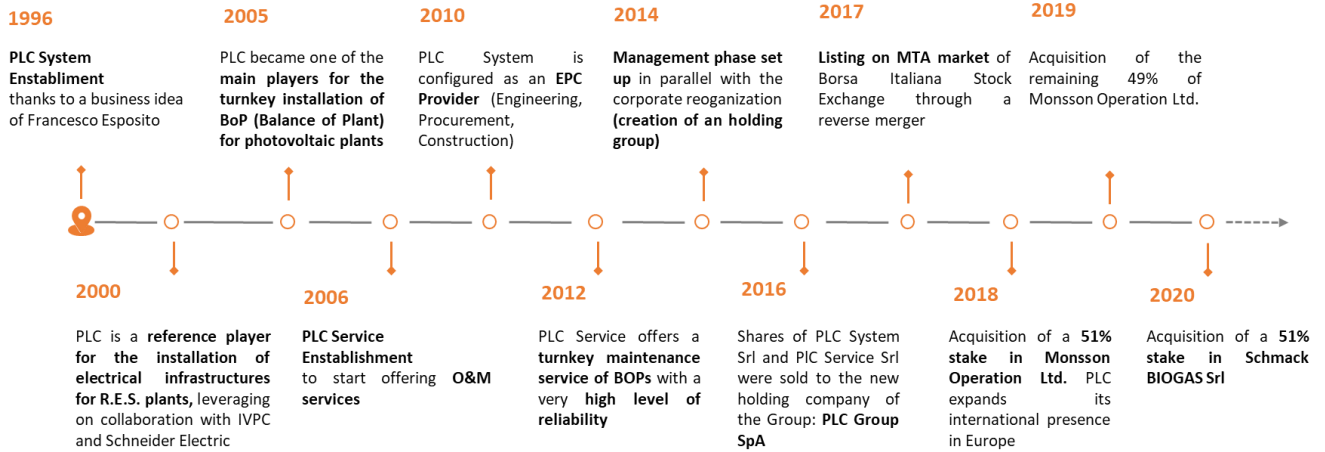 1996
PLC System
Enstabliment
thanks to a business idea
of Francesco Esposito
2005
PLC became one of the
main players for the
turnkey installation of
BoP (Balance of Plant)
for photovoltaic plants
2010
PLC System is
configured as an EPC
Provider (Engineering,
Procurement,
Construction)
2014
Management phase set
up in parallel with the
corporate reoganization
(creation of an holding
group)
2017
Listing on MTA market of
Borsa Italiana Stock
Exchange through a
reverse merger
2019
Acquisition of the
remaining 49% of
Monsson Operation Ltd.
2000
PLC is a reference player
for the installation of
electrical infrastructures
for R.E.S. plants, leveraging
on collaboration with IVPC
and Schneider Electric
2006
PLC Service
Enstablishment
to start offering O&M
services
2012
PLC Service offers a
turnkey maintenance
service of BOPs with a
very high level of
reliability
2016
Shares of PLC System
Srl and PlC Service Srl
were sold to the new
holding company of
the Group: PLC Group
SpA
2018
Acquisition of a 51%
stake in Monsson
Operation Ltd. PLC
expands its
international presence
in Europe
2020
Acquisition of a 51%
stake in Schmack
BIOGAS Srl